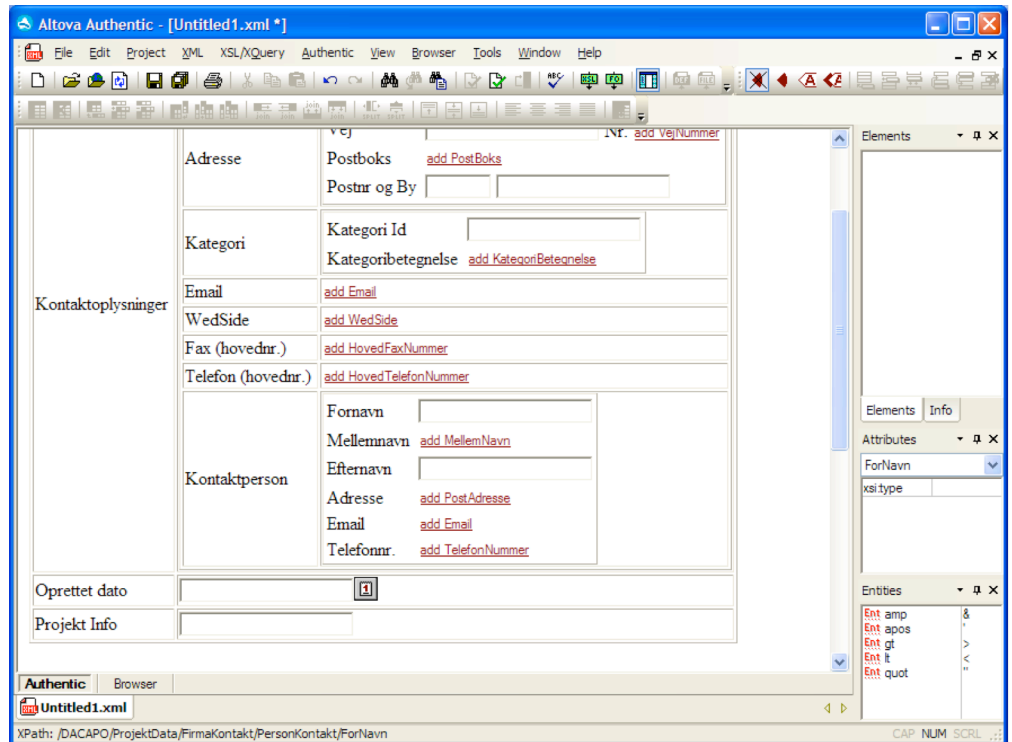 Altova Authentic - [Untitled1.xml *]
File Edit Project XML XSL/XQuery Authentic View Browser Tools Window Help
Vej Nr. add VejNummer
Adresse Postboks add PostBoks
Postnr og By
Kategori Id
Kategori
Kategoribetegnelse add KategoriBetegnelse
Kontaktoplysninger
Email add Email
WedSide add WedSide
Fax (hovednr.) add HovedFaxNummer
Telefon (hovednr.) add HovedTelefonNummer
Fornavn
Mellemnavn add MellemNavn
Efternavn
Kontaktperson
Adresse add PostAdresse
Email add Email
Telefonnr. add TelefonNummer
Oprettet dato 1
Projekt Info
Authentic Browser
Untitled1.xml
XPath: /DACAPO/ProjektData/FirmaKontakt/PersonKontakt/ForNavn
Elements
Elements Info
Attributes
ForNavn
xsi:type
Entities
Ent amp &
Ent apos '
Ent gt >
Ent lt <
Ent quot "
CAP NUM SCRL